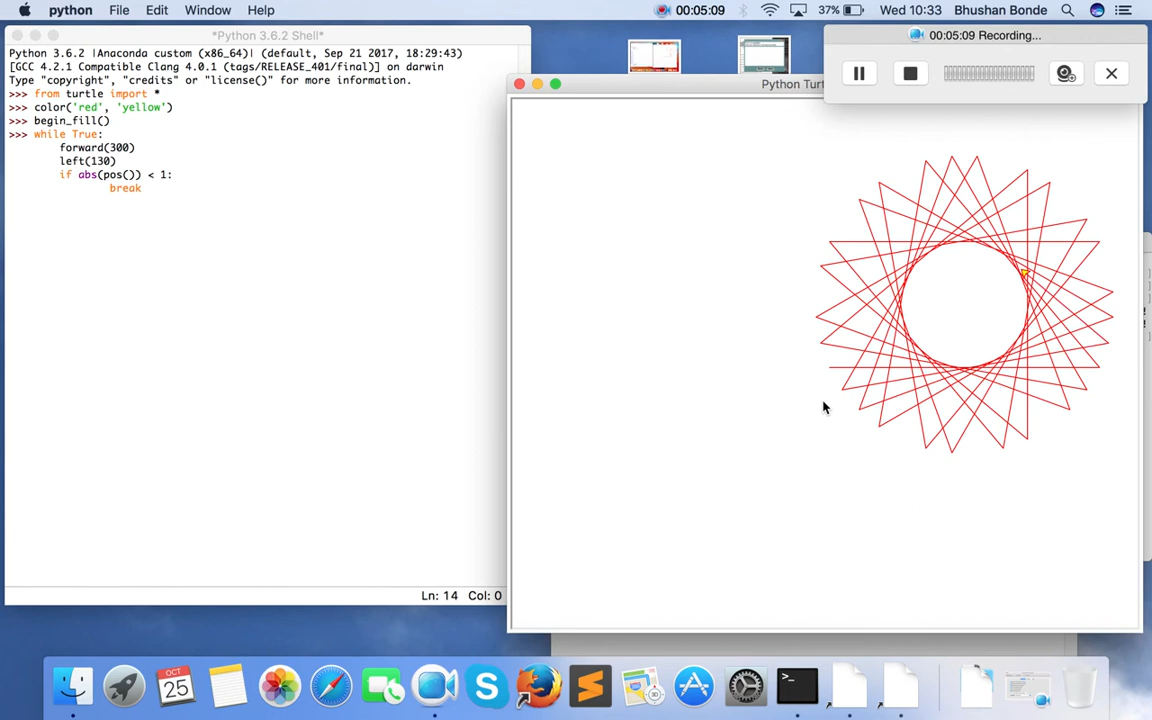 python File Edit Window Help 00:05:09 37% Wed 10:33 Bhushan Bonde
*Python 3.6.2 Shell*
Python 3.6.2 |Anaconda custom (x86_64)| (default, Sep 21 2017, 18:29:43)
[GCC 4.2.1 Compatible Clang 4.0.1 (tags/RELEASE_401/final)] on darwin
Type "copyright", "credits" or "license()" for more information.
>>> from turtle import *
>>> color('red', 'yellow')
>>> begin_fill()
>>> while True:
forward(300)
left(130)
if abs(pos()) < 1:
break
Ln: 14 Col: 0
Python Turt
00:05:09 Recording...
OCT
25